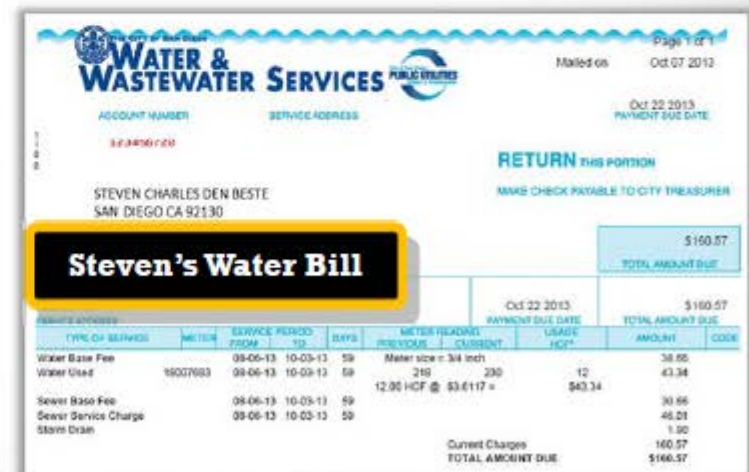 THE CITY OF SAN DIEGO
WATER &
WASTEWATER SERVICES
PUBLIC UTILITIES
Page 1 of 1
Mailed on Oct 07 2013
ACCOUNT NUMBER SERVICE ADDRESS
Oct 22 2013
PAYMENT DUE DATE
RETURN THIS PORTION
MAKE CHECK PAYABLE TO CITY TREASURER
STEVEN CHARLES DEN BESTE
SAN DIEGO CA 92130
$160.57
TOTAL AMOUNT DUE
Steven's Water Bill
Oct 22 2013 $160.57
PAYMENT DUE DATE TOTAL AMOUNT DUE
SERVICE ADDRESS
TYPE OF SERVICE METER SERVICE PERIOD FROM TO DAYS METER READING PREVIOUS CURRENT USAGE HCF* AMOUNT CODE
Water Base Fee 08-06-13 10-03-13 59 Meter size = 3/4 Inch
Water Used 08-06-13 10-03-13 59 218 230 12 43.34
12.00 HCF @ $3.6117 = $43.34
Sewer Base Fee 08-06-13 10-03-13 59
Sewer Service Charge 08-06-13 10-03-13 59
Storm Drain 1.90
Current Charges 160.57
TOTAL AMOUNT DUE $160.57